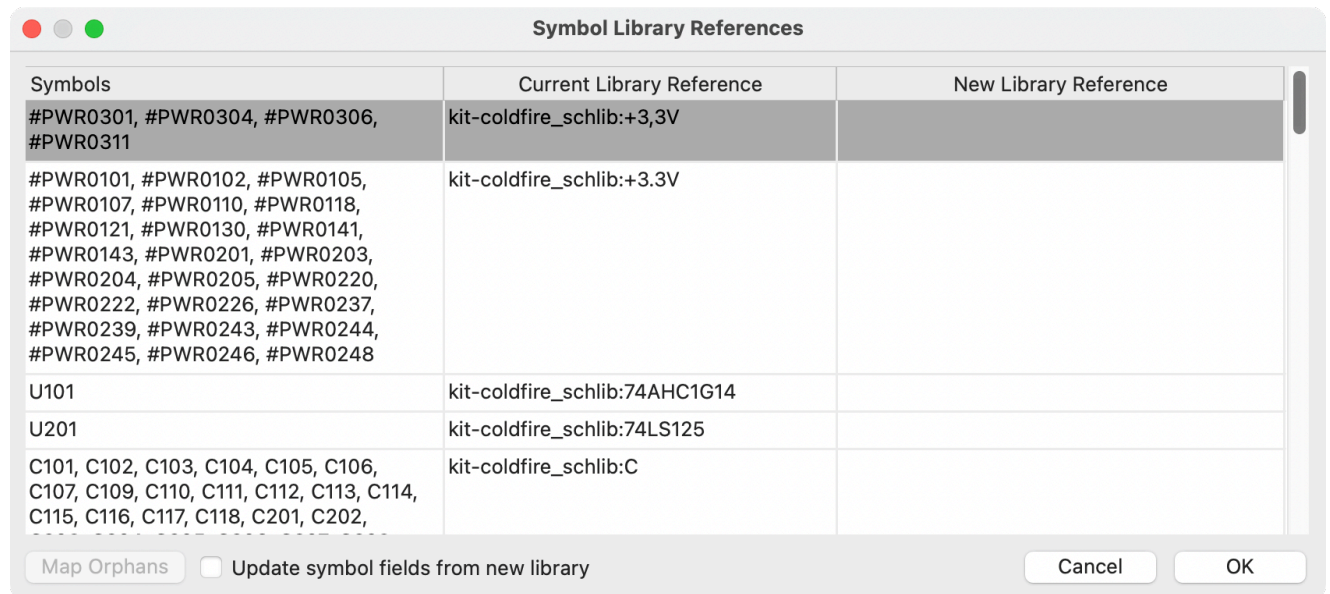 Symbol Library References
Symbols Current Library Reference New Library Reference
#PWR0301, #PWR0304, #PWR0306, kit-coldfire_schlib:+3,3V
#PWR0311
#PWR0101, #PWR0102, #PWR0105, kit-coldfire_schlib:+3.3V
#PWR0107, #PWR0110, #PWR0118,
#PWR0121, #PWR0130, #PWR0141,
#PWR0143, #PWR0201, #PWR0203,
#PWR0204, #PWR0205, #PWR0220,
#PWR0222, #PWR0226, #PWR0237,
#PWR0239, #PWR0243, #PWR0244,
#PWR0245, #PWR0246, #PWR0248
U101 kit-coldfire_schlib:74AHC1G14
U201 kit-coldfire_schlib:74LS125
C101, C102, C103, C104, C105, C106, kit-coldfire_schlib:C
C107, C109, C110, C111, C112, C113, C114,
C115, C116, C117, C118, C201, C202,
Map Orphans Update symbol fields from new library Cancel OK